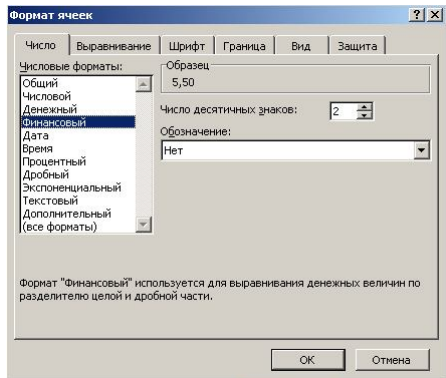 Формат ячеек
Число Выравнивание Шрифт Граница Вид Защита
Числовые форматы:
Общий
Числовой
Денежный
Финансовый
Дата
Время
Процентный
Дробный
Экспоненциальный
Текстовый
Дополнительный
(все форматы)
Образец
5,50
Число десятичных знаков: 2
Обозначение:
Нет
Формат "Финансовый" используется для выравнивания денежных величин по
разделителю целой и дробной части.
ОК Отмена